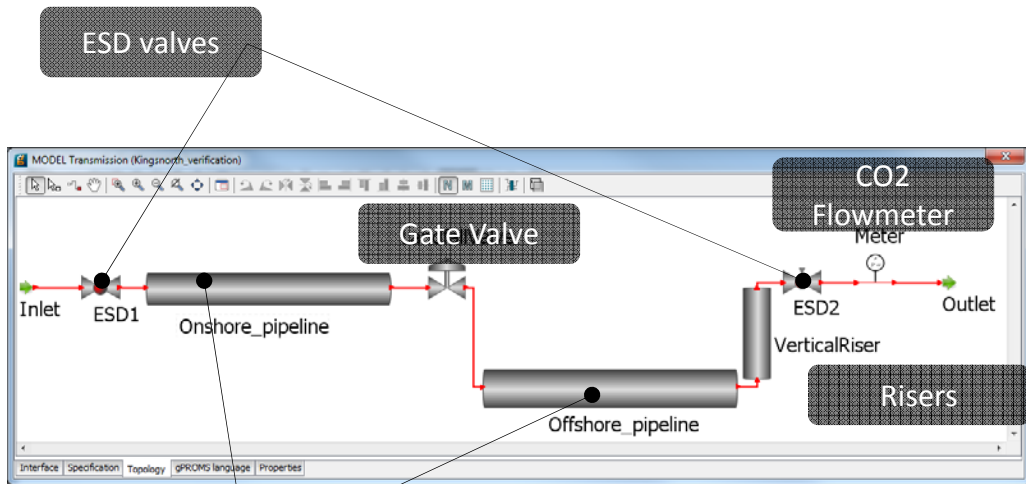 ESD valves
MODEL Transmission (Kingsnorth_verification)
CO2
Flowmeter
Gate Valve
Meter
Inlet
ESD1
Onshore_pipeline
ESD2
Outlet
VerticalRiser
Risers
Offshore_pipeline
Interface Specification Topology gPROMS language Properties